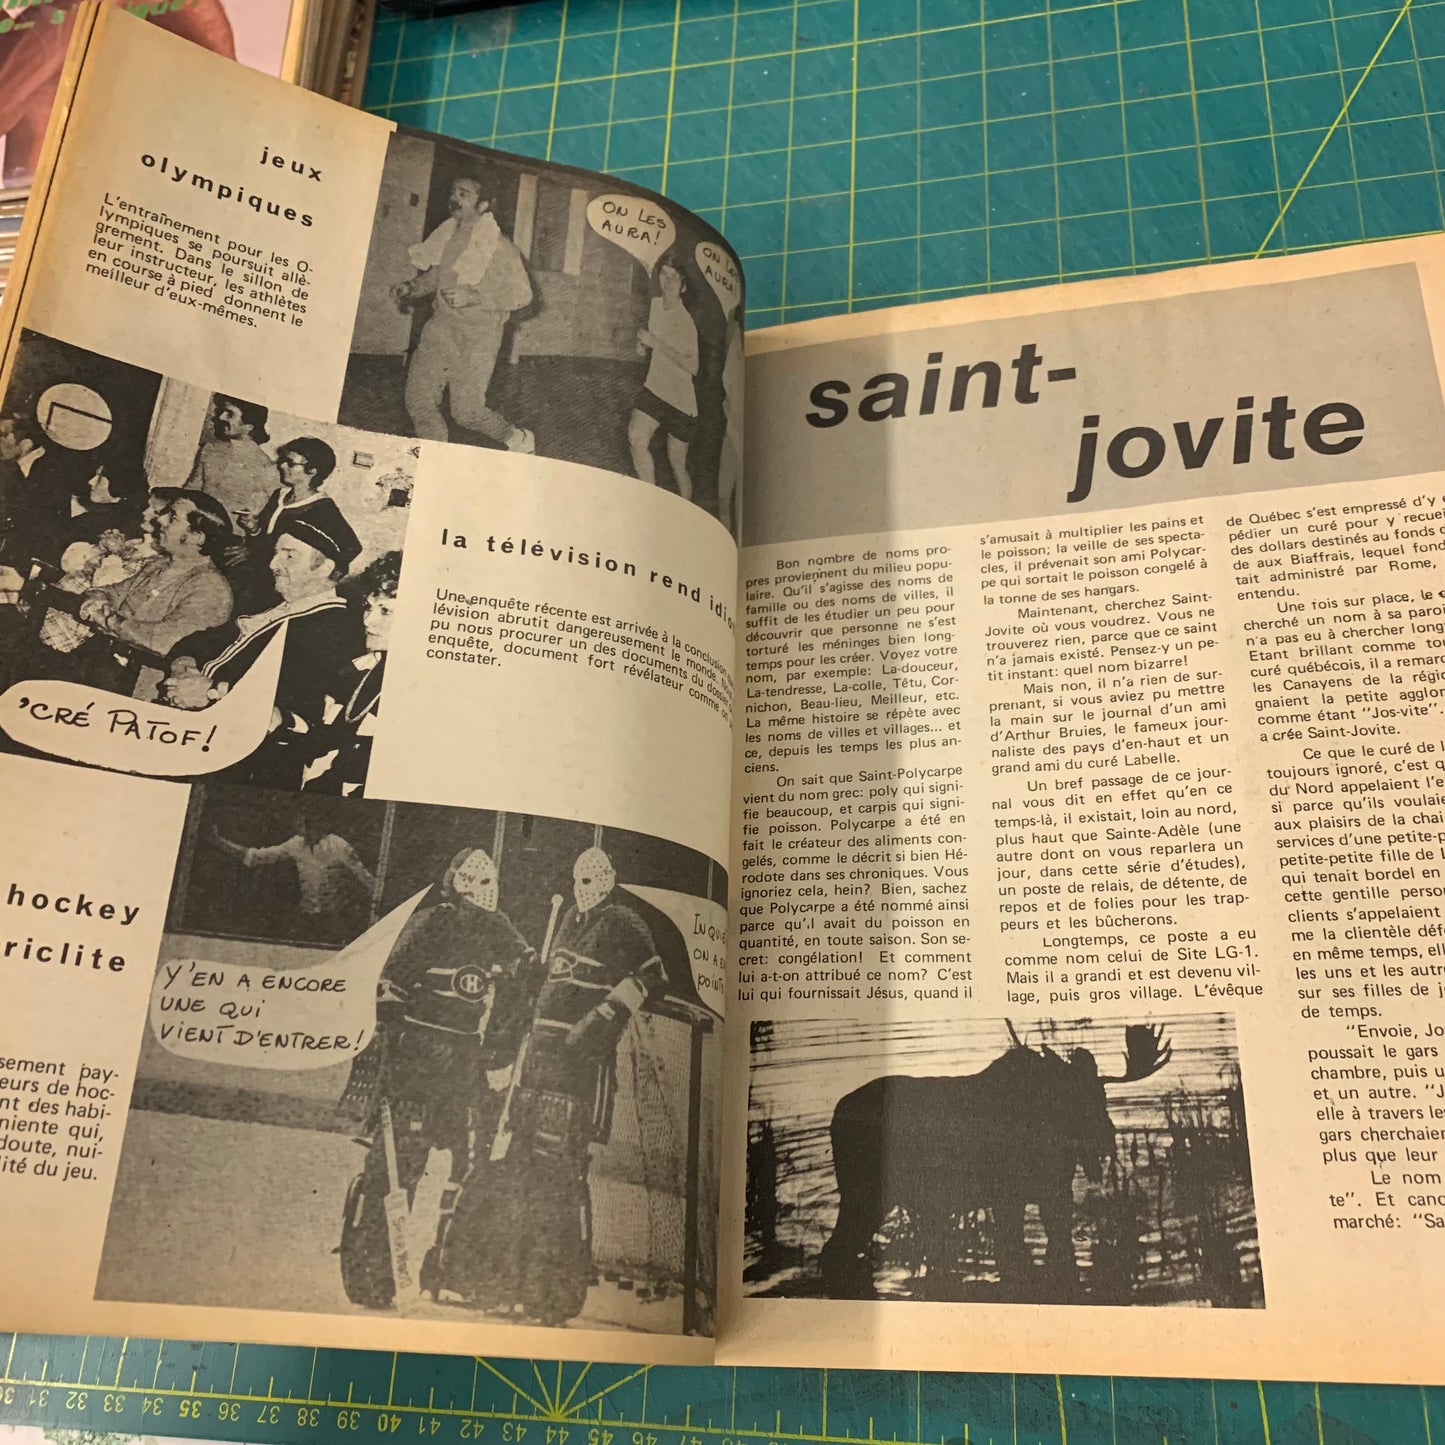 jeux
olympiques
L'entraînement pour les O-
lympiques se poursuit allè-
grement. Dans le sillon de
leur instructeur, les athlètes
en course à pied donnent le
meilleur d'eux-mêmes.
ON LES
AURA!
ON LES
AURA!
'CRÉ PATOF!
la télévision rend
Une enquête récente est arrivée à la conclusion
lévision abrutit dangereusement le monde.
pu nous procurer un des documents du dossier
enquête, document fort révélateur comme on
constater.
hockey
riclite
sement pay-
eurs de hoc-
nt des habi-
niente qui,
doute, nui-
lité du jeu.
Y'EN A ENCORE
UNE QUI
VIENT D'ENTRER!
ON A
POINTS
saint-
jovite
Bon nombre de noms pro-
pres proviennent du milieu popu-
laire. Qu'il s'agisse des noms de
famille ou des noms de villes, il
suffit de les étudier un peu pour
découvrir que personne ne s'est
torturé les méninges bien long-
temps pour les créer. Voyez votre
nom, par exemple: La-douceur,
La-tendresse, La-colle, Têtu, Cor-
nichon, Beau-lieu, Meilleur, etc.
La même histoire se répète avec
les noms de villes et villages... et
ce, depuis les temps les plus an-
ciens.
On sait que Saint-Polycarpe
vient du nom grec: poly qui signi-
fie beaucoup, et carpis qui signi-
fie poisson. Polycarpe a été en
fait le créateur des aliments con-
gelés, comme le décrit si bien Hé-
rodote dans ses chroniques. Vous
ignoriez cela, hein? Bien, sachez
que Polycarpe a été nommé ainsi
parce qu'il avait du poisson en
quantité, en toute saison. Son se-
cret: congélation! Et comment
lui a-t-on attribué ce nom? C'est
lui qui fournissait Jésus, quand il
s'amusait à multiplier les pains et
le poisson; la veille de ses specta-
cles, il prévenait son ami Polycar-
pe qui sortait le poisson congelé à
la tonne de ses hangars.
Maintenant, cherchez Saint-
Jovite où vous voudrez. Vous ne
trouverez rien, parce que ce saint
n'a jamais existé. Pensez-y un pe-
tit instant: quel nom bizarre!
Mais non, il n'a rien de sur-
prenant, si vous aviez pu mettre
la main sur le journal d'un ami
d'Arthur Bruies, le fameux jour-
naliste des pays d'en-haut et un
grand ami du curé Labelle.
Un bref passage de ce jour-
nal vous dit en effet qu'en ce
temps-là, il existait, loin au nord,
plus haut que Sainte-Adèle (une
autre dont on vous reparlera un
jour, dans cette série d'études),
un poste de relais, de détente, de
repos et de folies pour les trap-
peurs et les bûcherons.
Longtemps, ce poste a eu
comme nom celui de Site LG-1.
Mais il a grandi et est devenu vil-
lage, puis gros village. L'évêque
de Québec s'est empressé d'y
pédier un curé pour y recuei
des dollars destinés au fonds
de aux Biaffrais, lequel fond
tait administré par Rome,
entendu.
Une fois sur place, le
cherché un nom à sa paroi
n'a pas eu à chercher long
Etant brillant comme tou
curé québécois, il a remarq
les Canayens de la régio
gnaient la petite agglom
comme étant "Jos-vite".
a crée Saint-Jovite.
Ce que le curé de l
toujours ignoré, c'est q
du Nord appelaient l'e
si parce qu'ils voulaie
aux plaisirs de la chai
services d'une petite-p
petite-petite fille de l
qui tenait bordel en
cette gentille person
clients s'appelaient
me la clientèle défi
en même temps, ell
les uns et les autre
sur ses filles de j
de temps.
"Envoie, Jo
poussait le gars
chambre, puis u
et un autre. "J
elle à travers le
gars cherchaien
plus que leur
Le nom
te". Et cano
marché: "Sa
31 32 33 34 35 36 37 38 39 40 41 42 43 44 45 46 47